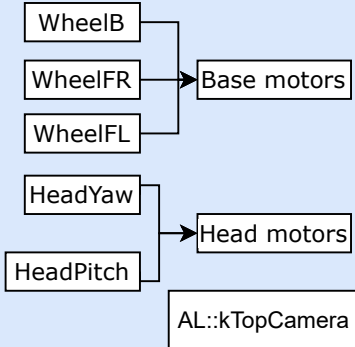 WheelB
WheelFR
Base motors
WheelFL
HeadYaw
Head motors
HeadPitch
AL::kTopCamera